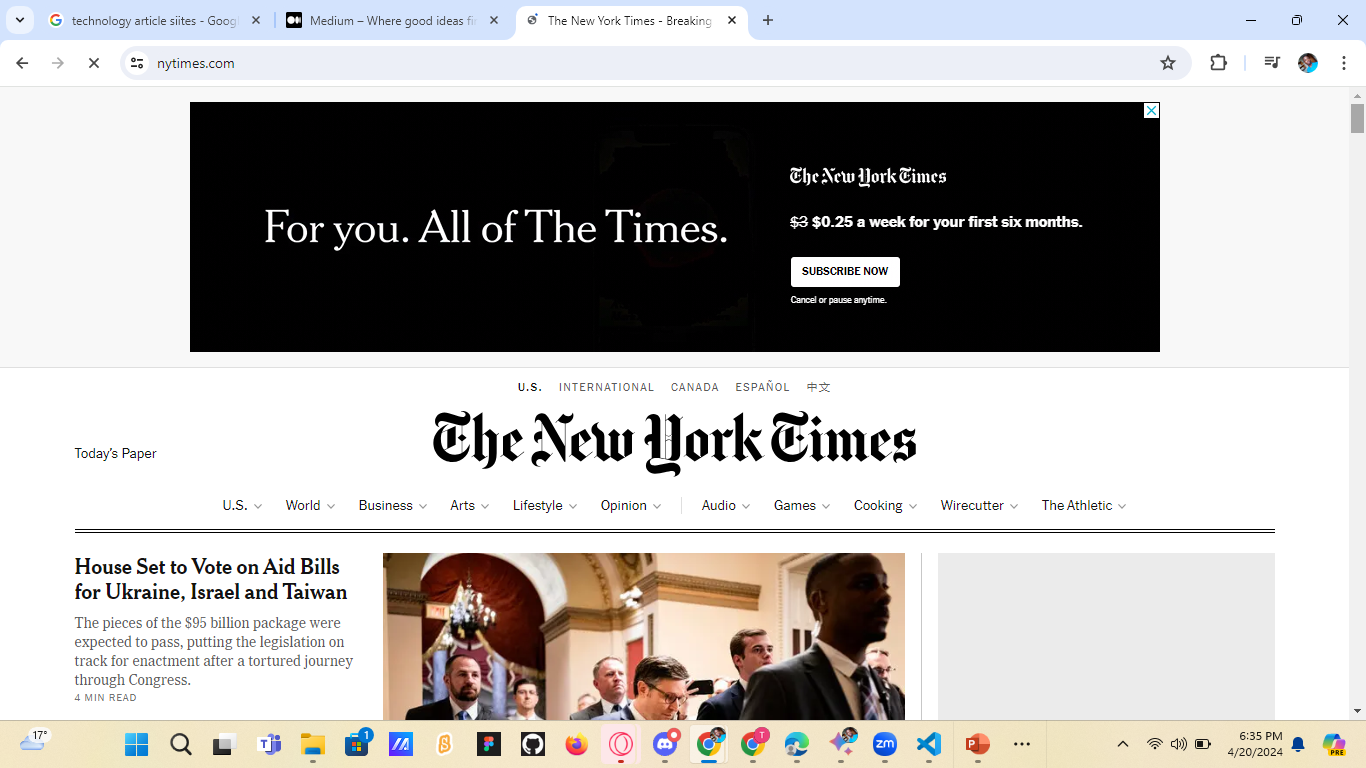 technology article siites - Goog
Medium – Where good ideas fi
The New York Times - Breaking
nytimes.com
The New York Times
For you. All of The Times.
$3 $0.25 a week for your first six months.
SUBSCRIBE NOW
Cancel or pause anytime.
U.S. INTERNATIONAL CANADA ESPAÑOL 中文
The New York Times
Today's Paper
U.S. World Business Arts Lifestyle Opinion Audio Games Cooking Wirecutter The Athletic
House Set to Vote on Aid Bills
for Ukraine, Israel and Taiwan
The pieces of the $95 billion package were
expected to pass, putting the legislation on
track for enactment after a tortured journey
through Congress.
4 MIN READ
17°
1
T
zm
PRE
6:35 PM
4/20/2024